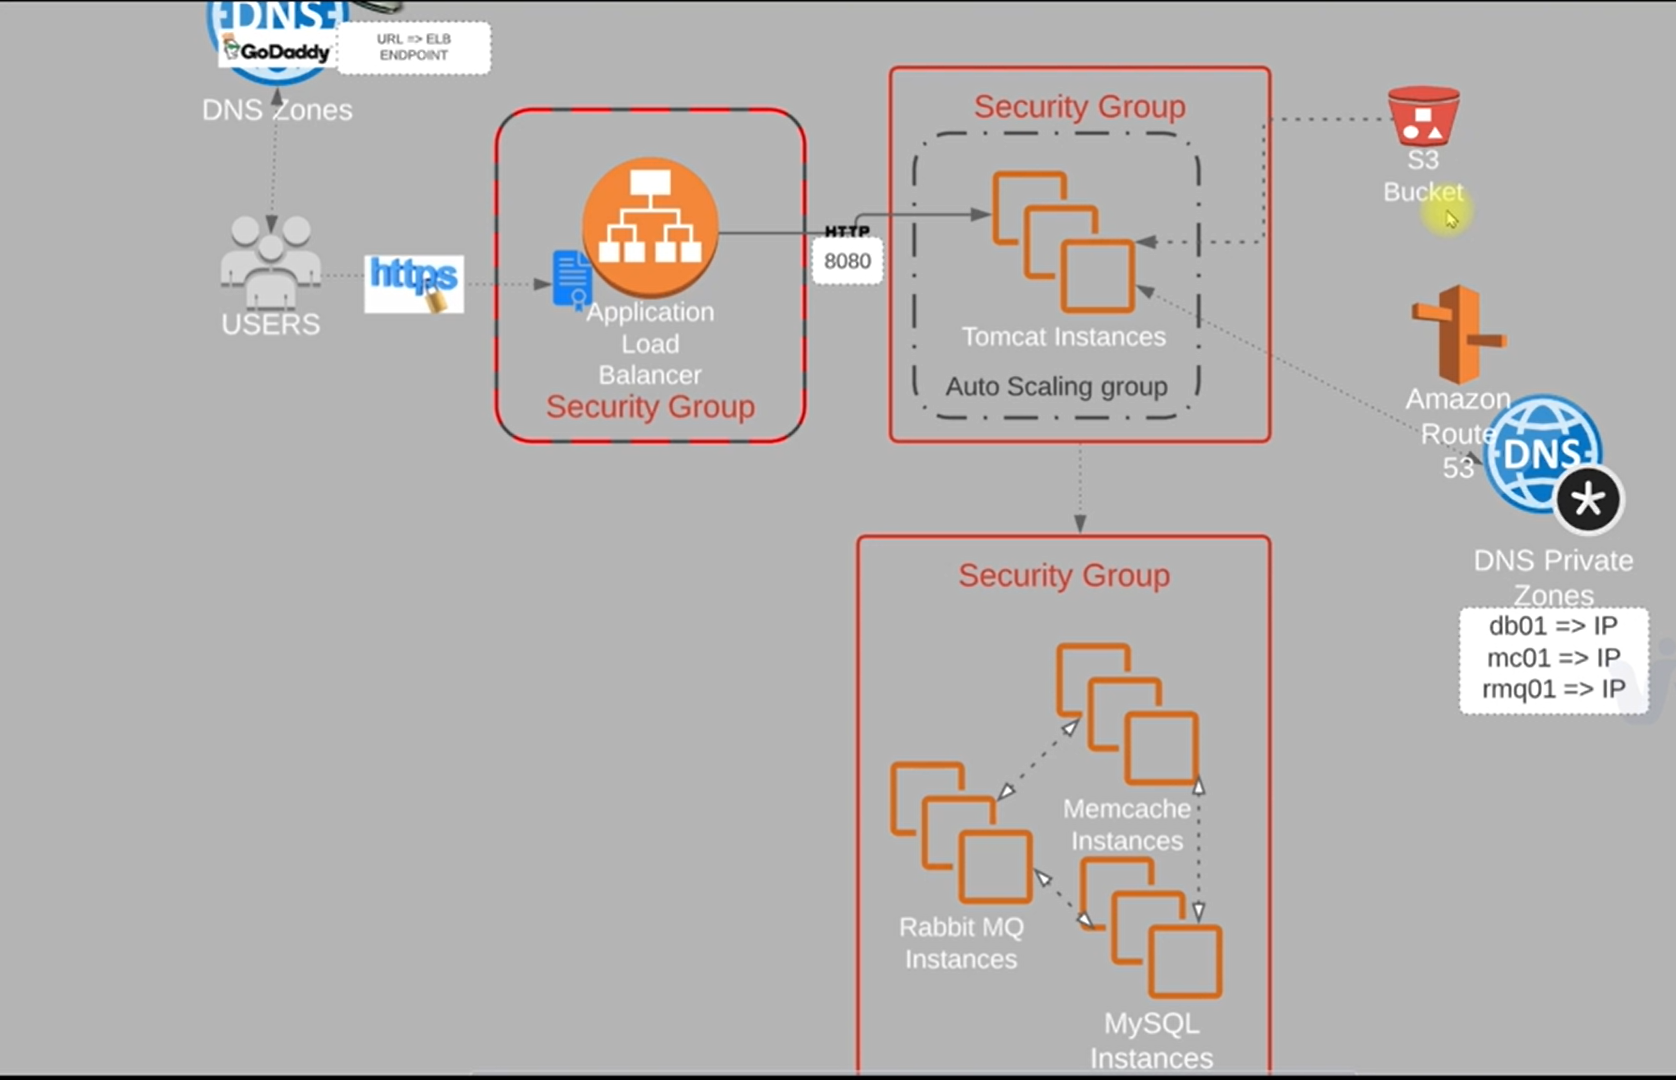 DNS
GoDaddy
URL => ELB
ENDPOINT
DNS Zones
USERS
https
Application
Load
Balancer
Security Group
HTTP
8080
Security Group
Tomcat Instances
Auto Scaling group
S3
Bucket
Amazon
Route
53
DNS
DNS Private
Zones
db01 => IP
mc01 => IP
rmq01 => IP
Security Group
Memcache
Instances
Rabbit MQ
Instances
MySQL
Instances